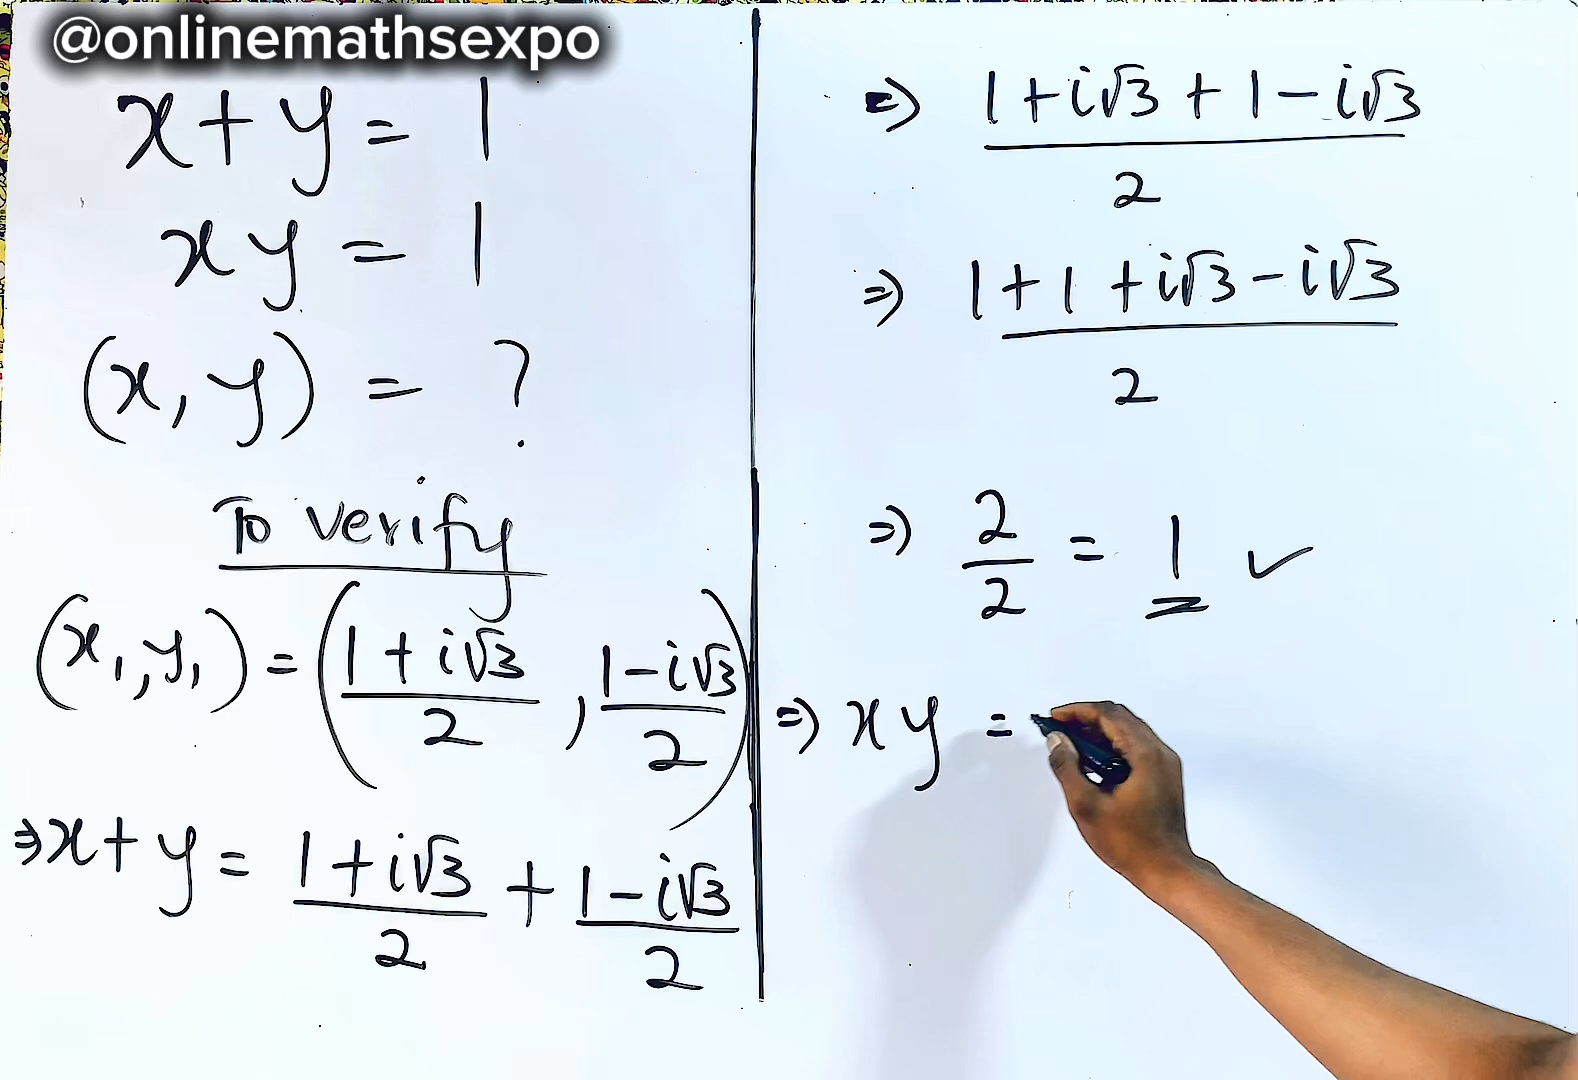 @onlinemathsexpo
x + y = 1
xy = 1
(x, y) = ?
To verify
(x₁, y₁) = ( (1+i√3)/2 , (1-i√3)/2 )
⇒ x + y = (1+i√3)/2 + (1-i√3)/2
⇒ (1+i√3+1-i√3)/2
⇒ (1+1+i√3-i√3)/2
⇒ 2/2 = 1 ✓
⇒ xy =